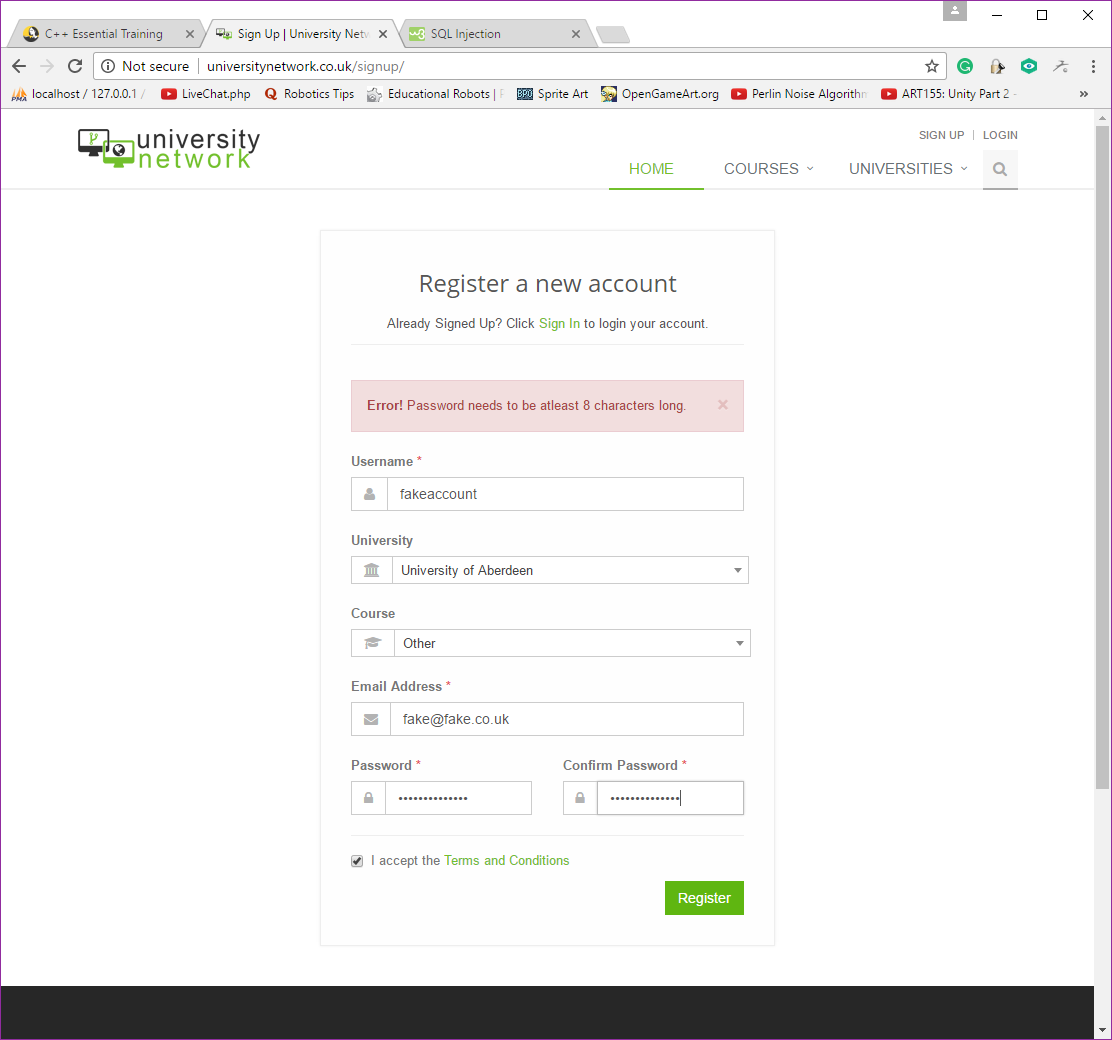 C++ Essential Training
Sign Up | University Netw
SQL Injection
Not secure universitynetwork.co.uk/signup/
PMA localhost / 127.0.0.1 / LiveChat.php Robotics Tips Educational Robots | BPO Sprite Art OpenGameArt.org Perlin Noise Algorithm ART155: Unity Part 2 - »
university
network
SIGN UP | LOGIN
HOME COURSES UNIVERSITIES
Register a new account
Already Signed Up? Click Sign In to login your account.
Error! Password needs to be atleast 8 characters long. ×
Username *
fakeaccount
University
University of Aberdeen
Course
Other
Email Address *
fake@fake.co.uk
Password * Confirm Password *
•••••••••••••• ••••••••••••••
I accept the Terms and Conditions
Register